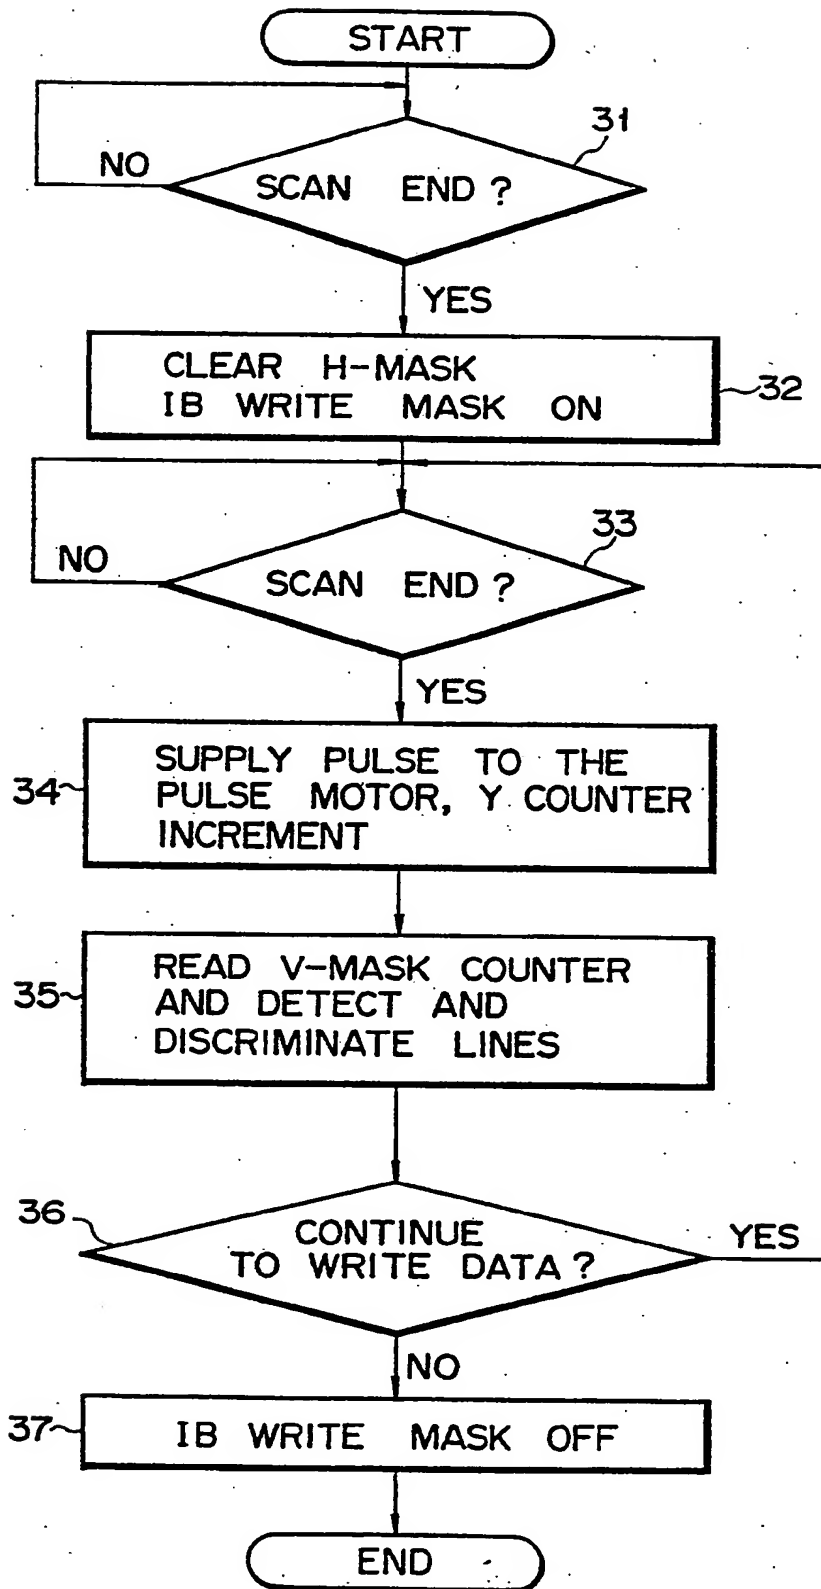 START
31
NO
SCAN END ?
YES
CLEAR H-MASK
IB WRITE MASK ON
32
33
NO
SCAN END ?
YES
34
SUPPLY PULSE TO THE
PULSE MOTOR, Y COUNTER
INCREMENT
35
READ V-MASK COUNTER
AND DETECT AND
DISCRIMINATE LINES
36
CONTINUE
TO WRITE DATA ?
YES
NO
37
IB WRITE MASK OFF
END